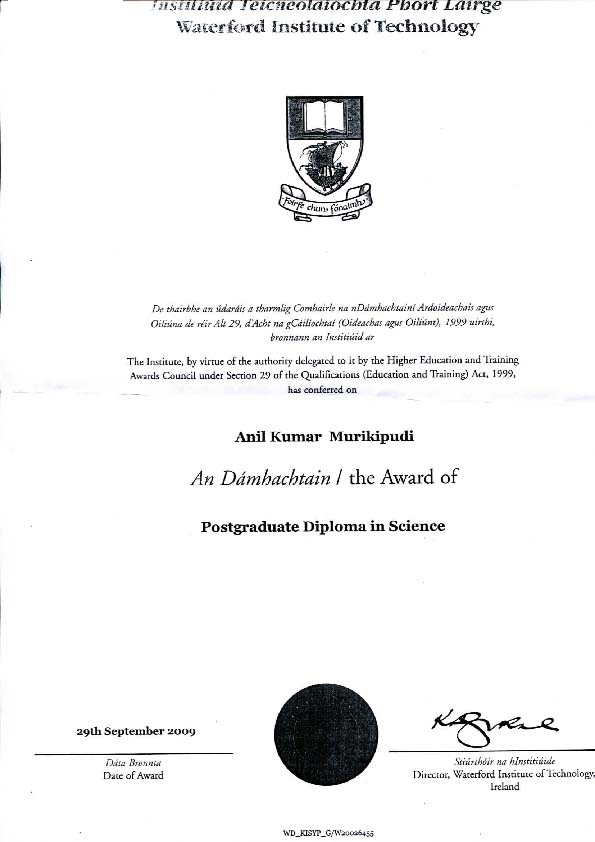 Institiúid Teicneolaíochta Phort Láirge
Waterford Institute of Technology
Foirfe chun fónaimh
De thairbhe an údaráis a tharmlig Comhairle na nDámhachtainí Ardoideachais agus
Oiliúna de réir Alt 29, d'Acht na gCáilíochtaí (Oideachas agus Oiliúnt), 1999 uirthi,
bronnann an Institiúid ar
The Institute, by virtue of the authority delegated to it by the Higher Education and Training
Awards Council under Section 29 of the Qualifications (Education and Training) Act, 1999,
has conferred on
Anil Kumar Murikipudi
An Dámhachtain / the Award of
Postgraduate Diploma in Science
29th September 2009
Dáta Bronnta
Date of Award
Stiúrthóir na hInstitiúide
Director, Waterford Institute of Technology,
Ireland
WD_KISYP_G/W20026455